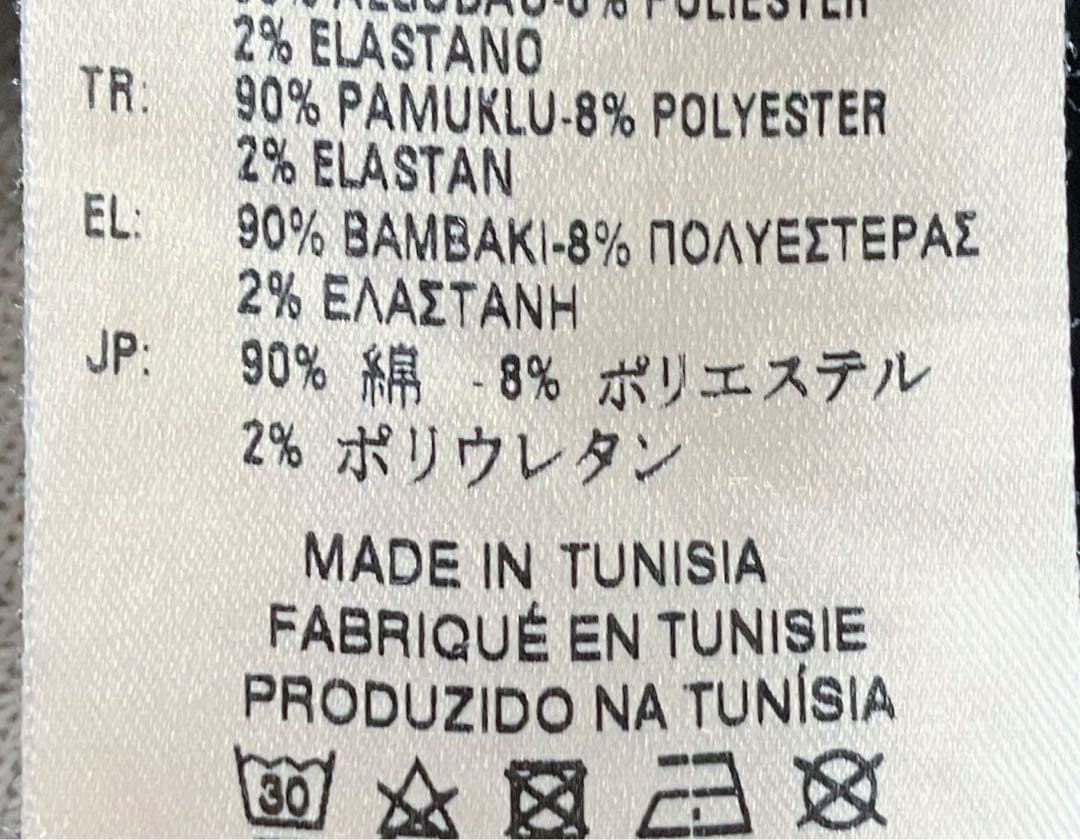 2% ELASTANO
TR: 90% PAMUKLU-8% POLYESTER
2% ELASTAN
EL: 90% BAMBAKI-8% ΠΟΛΥΕΣΤΕΡΑΣ
2% ΕΛΑΣΤΑΝΗ
JP: 90% 綿 - 8% ポリエステル
2% ポリウレタン
MADE IN TUNISIA
FABRIQUÉ EN TUNISIE
PRODUZIDO NA TUNÍSIA
30